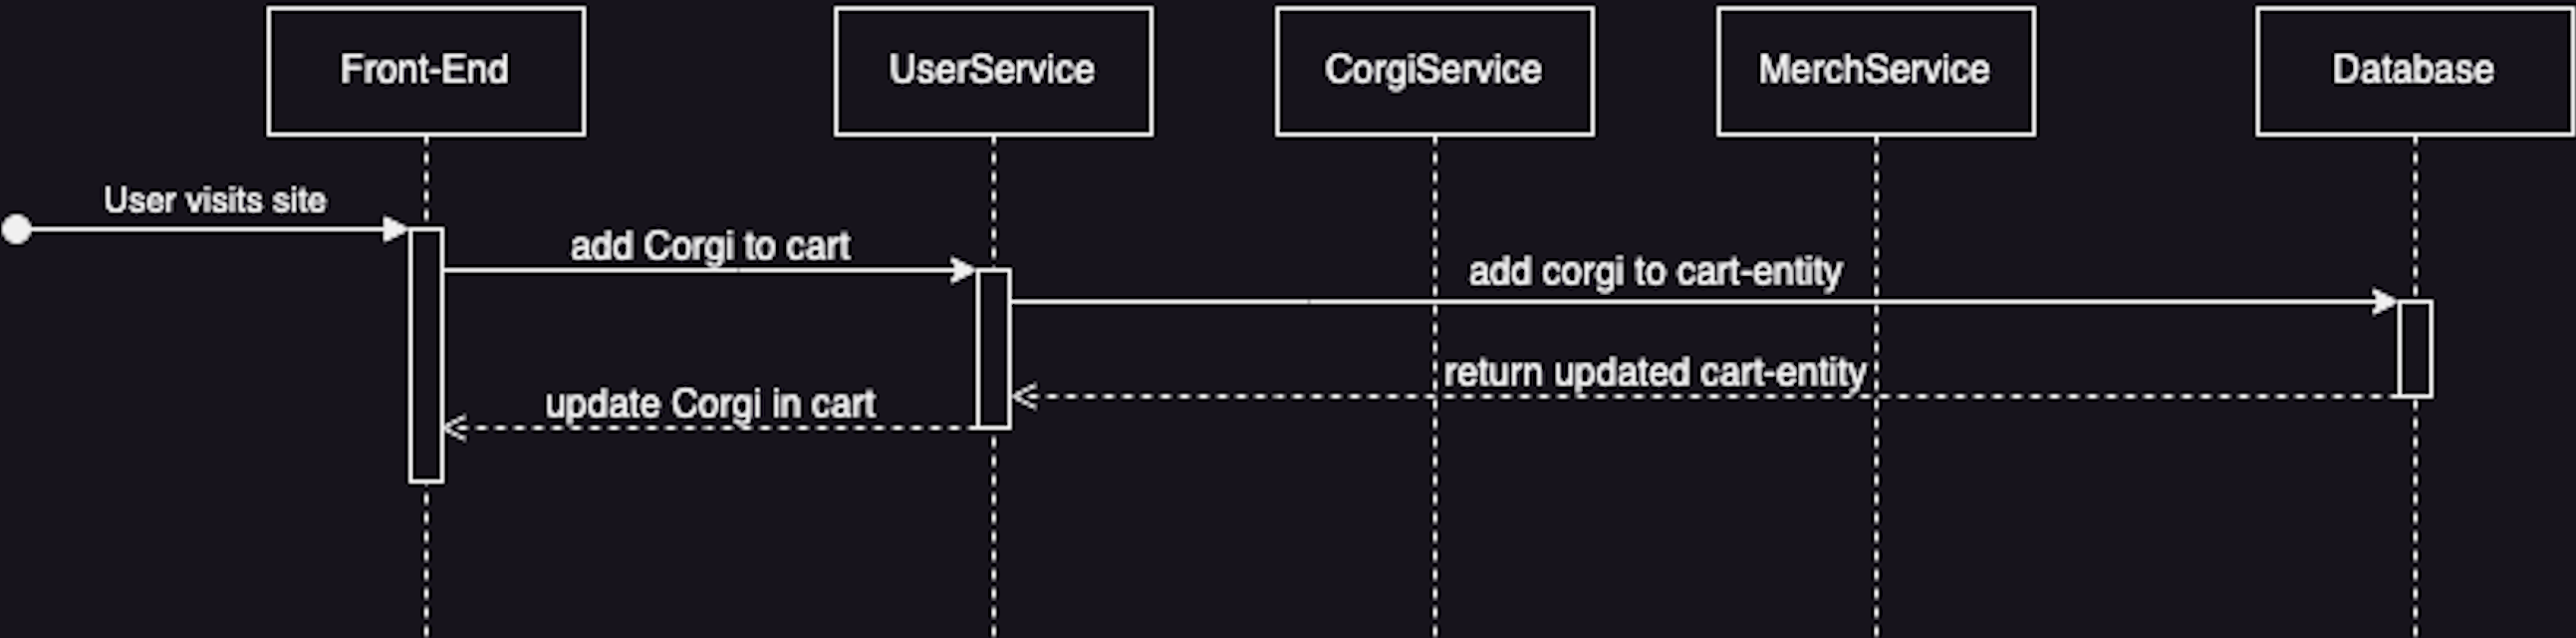 Front-End
UserService
CorgiService
MerchService
Database
User visits site
add Corgi to cart
add corgi to cart-entity
return updated cart-entity
update Corgi in cart